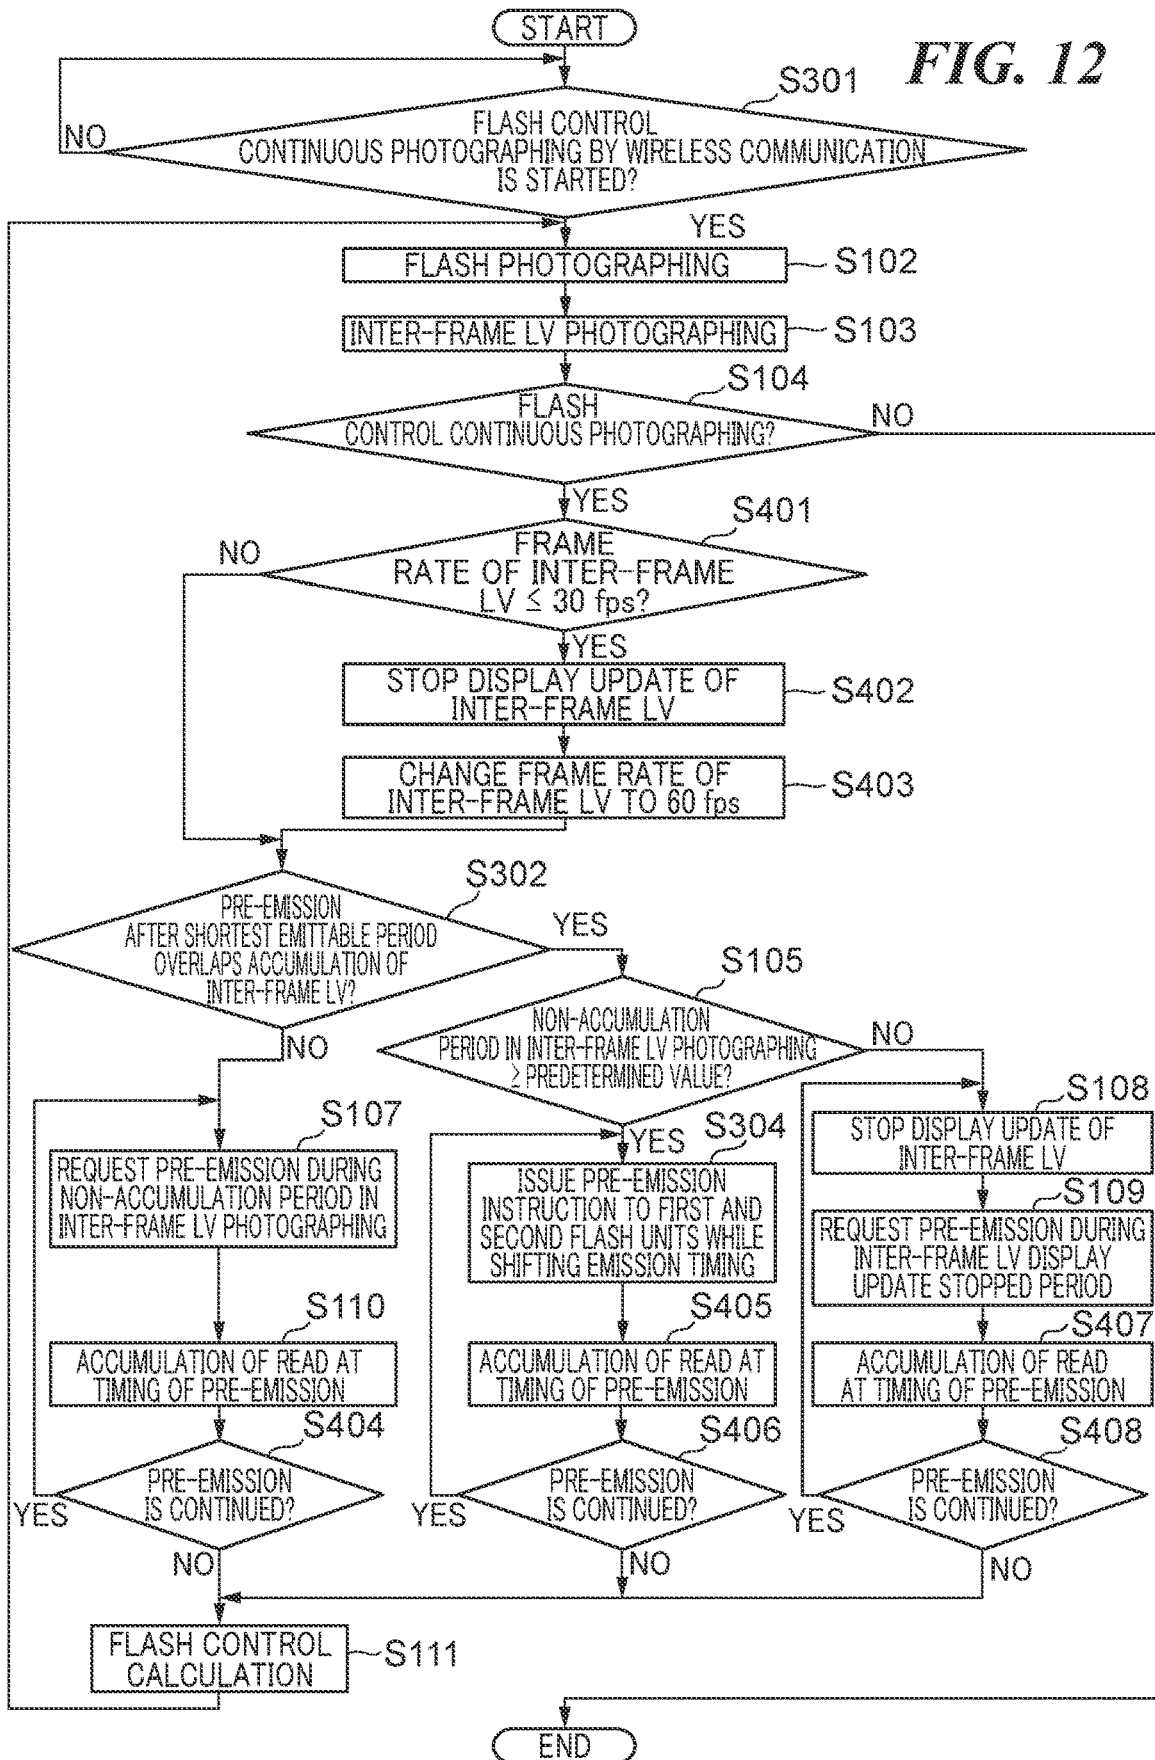 START
FIG. 12
S301
FLASH CONTROL
CONTINUOUS PHOTOGRAPHING BY WIRELESS COMMUNICATION
IS STARTED?
NO
YES
FLASH PHOTOGRAPHING
S102
INTER-FRAME LV PHOTOGRAPHING
S103
S104
FLASH
CONTROL CONTINUOUS PHOTOGRAPHING?
NO
YES
S401
FRAME
RATE OF INTER-FRAME
LV ≤ 30 fps?
NO
YES
STOP DISPLAY UPDATE OF
INTER-FRAME LV
S402
CHANGE FRAME RATE OF
INTER-FRAME LV TO 60 fps
S403
S302
PRE-EMISSION
AFTER SHORTEST EMITTABLE PERIOD
OVERLAPS ACCUMULATION OF
INTER-FRAME LV?
YES
NO
S105
NON-ACCUMULATION
PERIOD IN INTER-FRAME LV PHOTOGRAPHING
≥ PREDETERMINED VALUE?
NO
YES
S107
REQUEST PRE-EMISSION DURING
NON-ACCUMULATION PERIOD IN
INTER-FRAME LV PHOTOGRAPHING
S304
ISSUE PRE-EMISSION
INSTRUCTION TO FIRST AND
SECOND FLASH UNITS WHILE
SHIFTING EMISSION TIMING
S108
STOP DISPLAY UPDATE OF
INTER-FRAME LV
S109
REQUEST PRE-EMISSION DURING
INTER-FRAME LV DISPLAY
UPDATE STOPPED PERIOD
S110
ACCUMULATION OF READ AT
TIMING OF PRE-EMISSION
S405
ACCUMULATION OF READ AT
TIMING OF PRE-EMISSION
S407
ACCUMULATION OF READ
AT TIMING OF PRE-EMISSION
S404
PRE-EMISSION
IS CONTINUED?
YES
NO
S406
PRE-EMISSION
IS CONTINUED?
YES
NO
S408
PRE-EMISSION
IS CONTINUED?
YES
NO
FLASH CONTROL
CALCULATION
S111
END